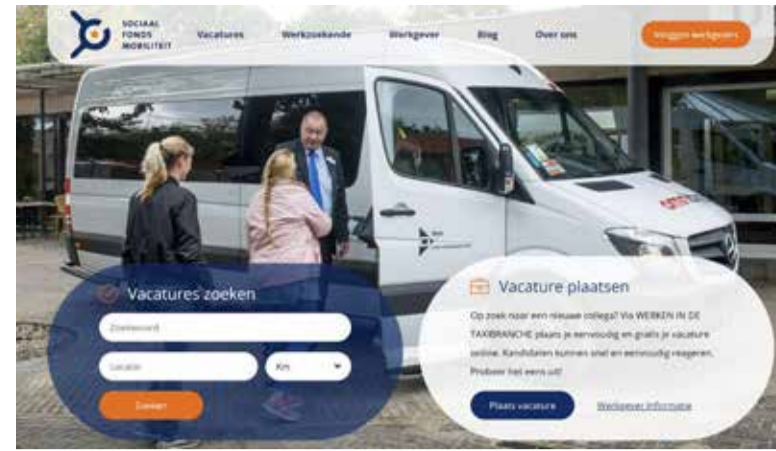 SOCIAAL
FONDS
MOBILITEIT
Vacatures Werkzoekende Werkgever Blog Over ons Inloggen werkgevers
Vacatures zoeken
Zoekwoord
Locatie Km
Zoeken
Vacature plaatsen
Op zoek naar een nieuwe collega? Via WERKEN IN DE
TAXIBRANCHE plaats je eenvoudig en gratis je vacature
online. Kandidaten kunnen snel en eenvoudig reageren.
Probeer het eens uit!
Plaats vacature Werkgever informatie